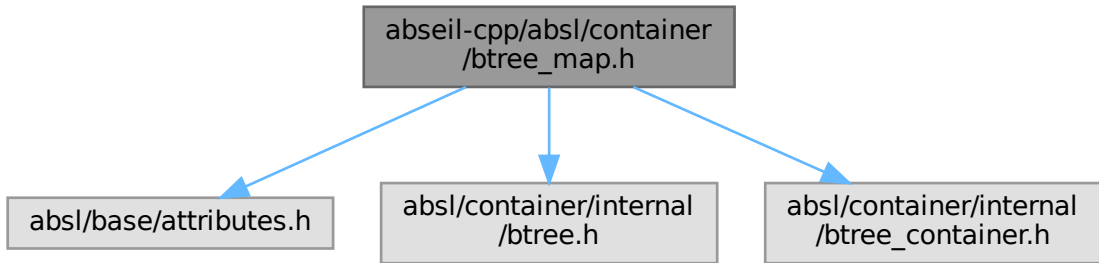 abseil-cpp/absl/container
/btree_map.h
absl/base/attributes.h
absl/container/internal
/btree.h
absl/container/internal
/btree_container.h